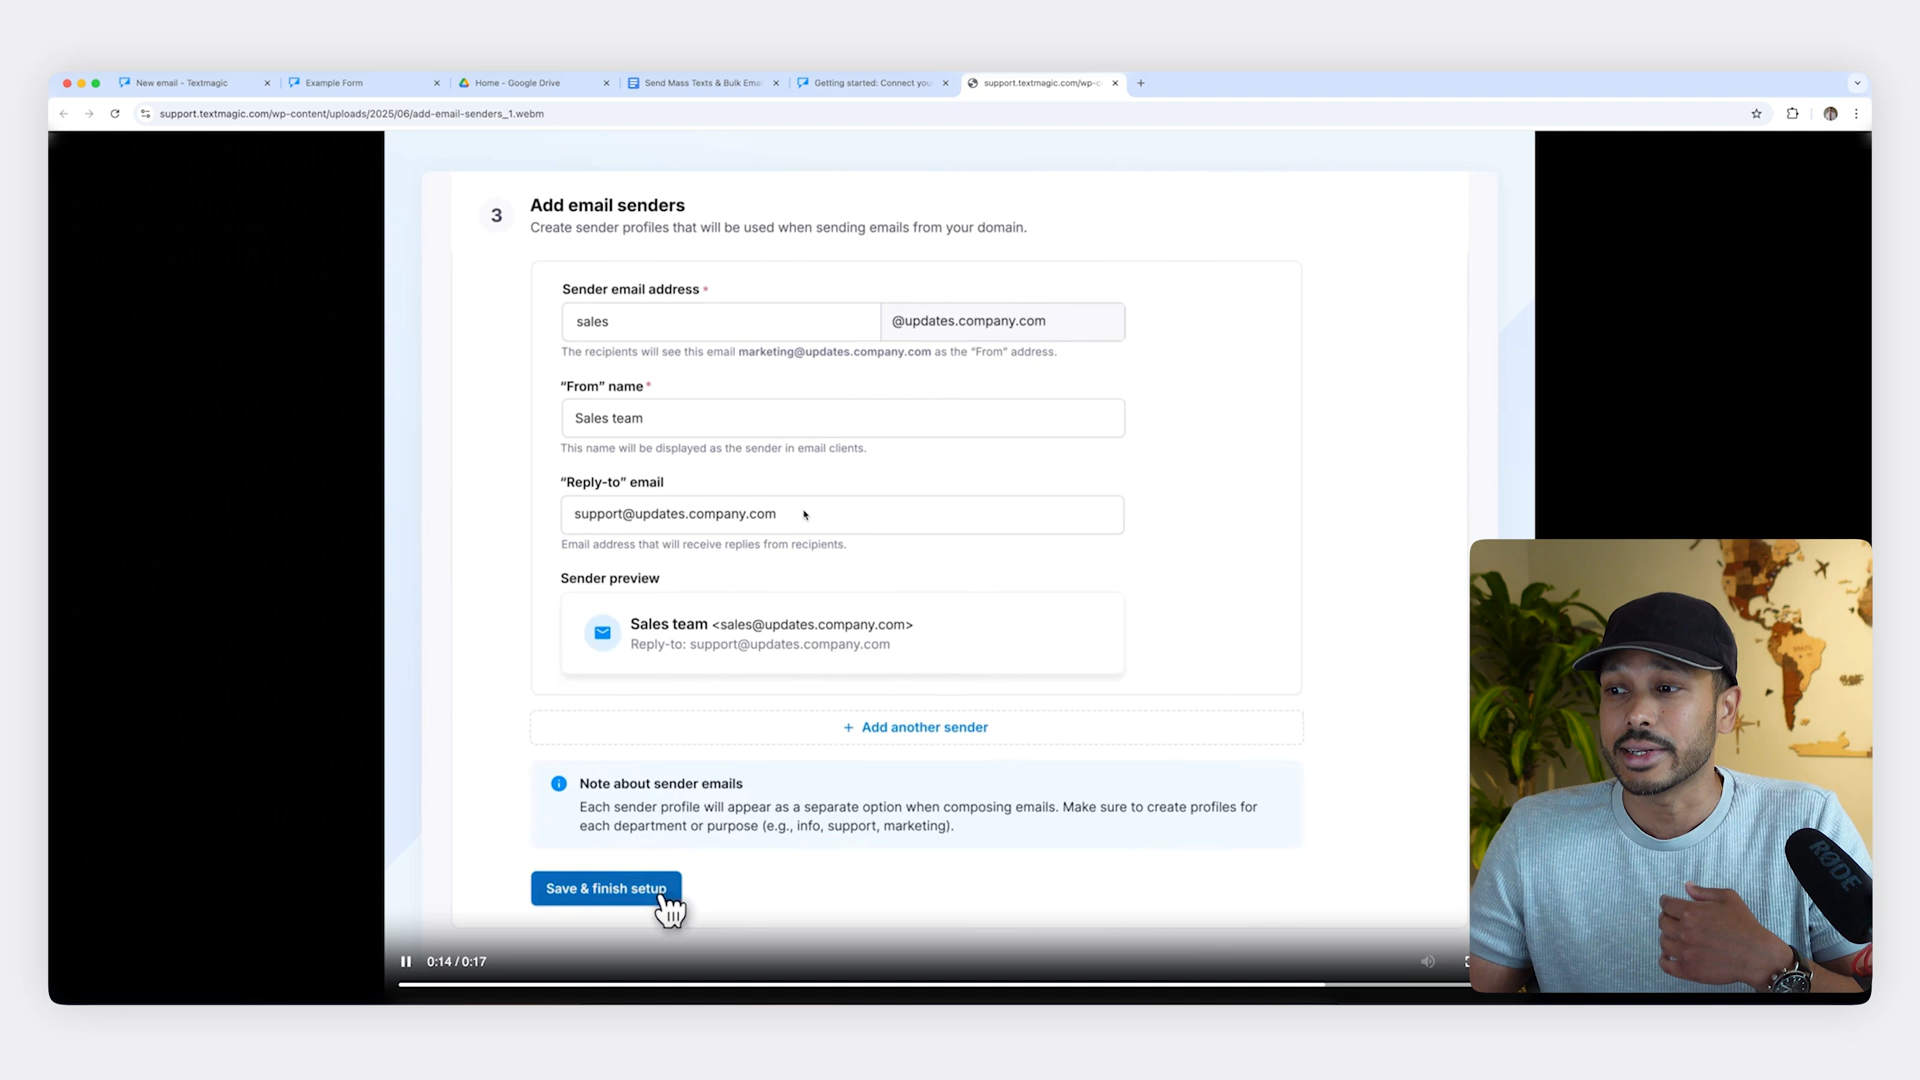 New email - Textmagic
Example Form
Home - Google Drive
Send Mass Texts & Bulk Ema
Getting started: Connect you
support.textmagic.com/wp-c
support.textmagic.com/wp-content/uploads/2025/06/add-email-senders_1.webm
3
Add email senders
Create sender profiles that will be used when sending emails from your domain.
Sender email address *
sales
@updates.company.com
The recipients will see this email marketing@updates.company.com as the “From” address.
“From” name *
Sales team
This name will be displayed as the sender in email clients.
“Reply-to” email
support@updates.company.com
Email address that will receive replies from recipients.
Sender preview
Sales team <sales@updates.company.com>
Reply-to: support@updates.company.com
+ Add another sender
Note about sender emails
Each sender profile will appear as a separate option when composing emails. Make sure to create profiles for
each department or purpose (e.g., info, support, marketing).
Save & finish setup
0:14 / 0:17
BRASIL
RØDE